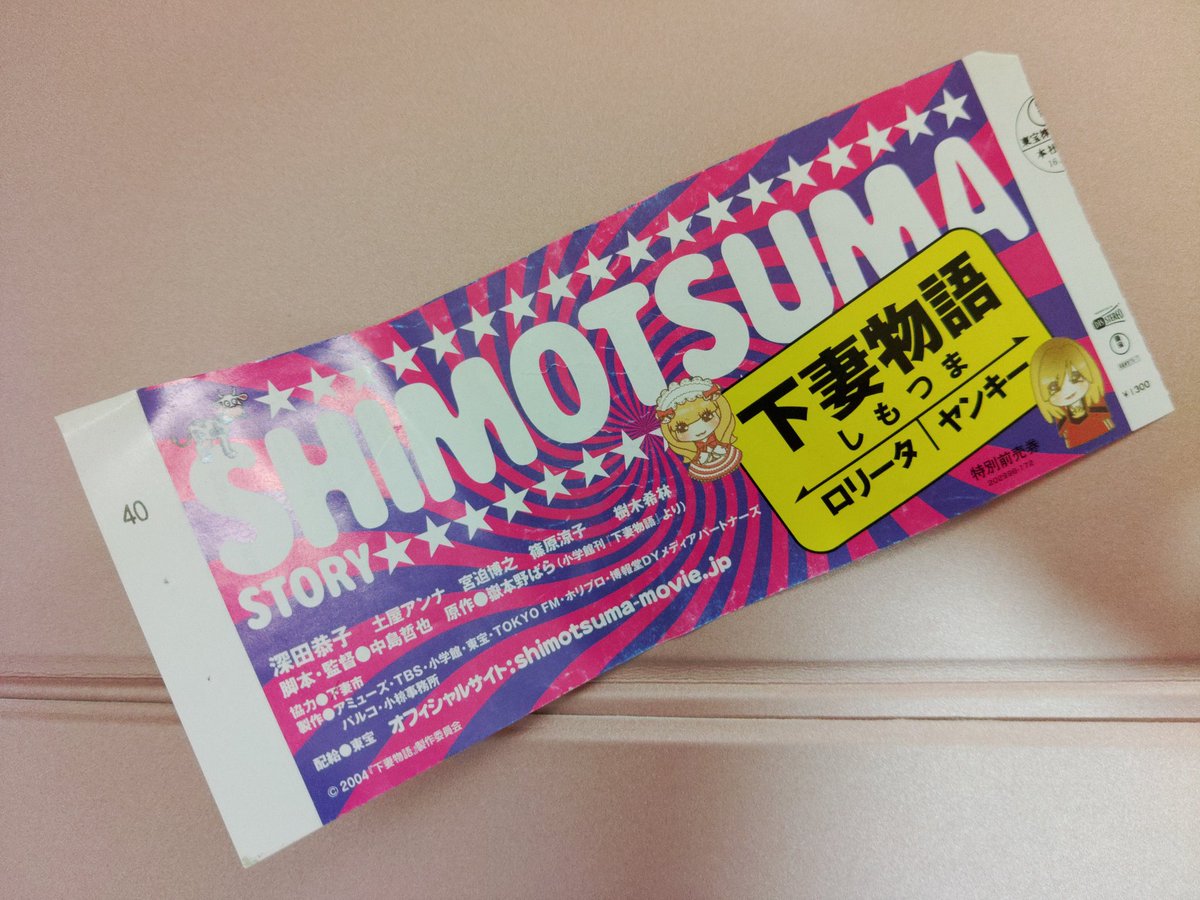 40
SHIMOTSUMA
STORY
下妻物語
しもつま
ロリータ｜ヤンキー
特別前売券
深田恭子 土屋アンナ 宮迫博之 篠原涼子 樹木希林
脚本・監督●中島哲也 原作●嶽本野ばら(小学館刊『下妻物語』より)
協力●下妻市
製作●アミューズ・TBS・小学館・東宝・TOKYO FM・ホリプロ・博報堂DYメディアパートナーズ
パルコ・小椋事務所
配給●東宝 オフィシャルサイト:shimotsuma-movie.jp
© 2004『下妻物語』製作委員会
東宝株
本社
¥1,300